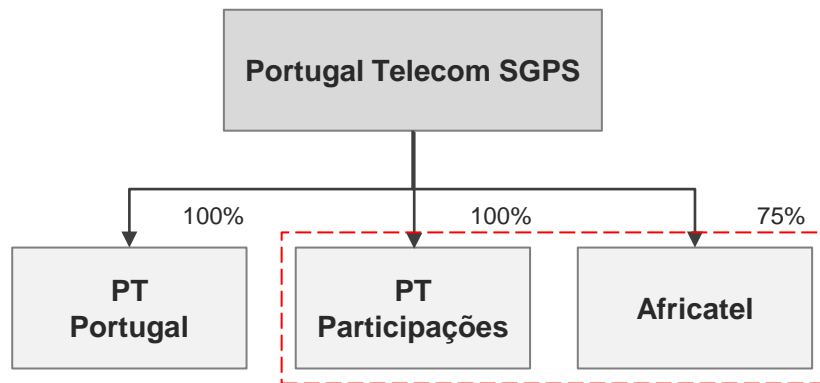 Portugal Telecom SGPS
100%
100%
75%
PT
Portugal
PT
Participações
Africatel